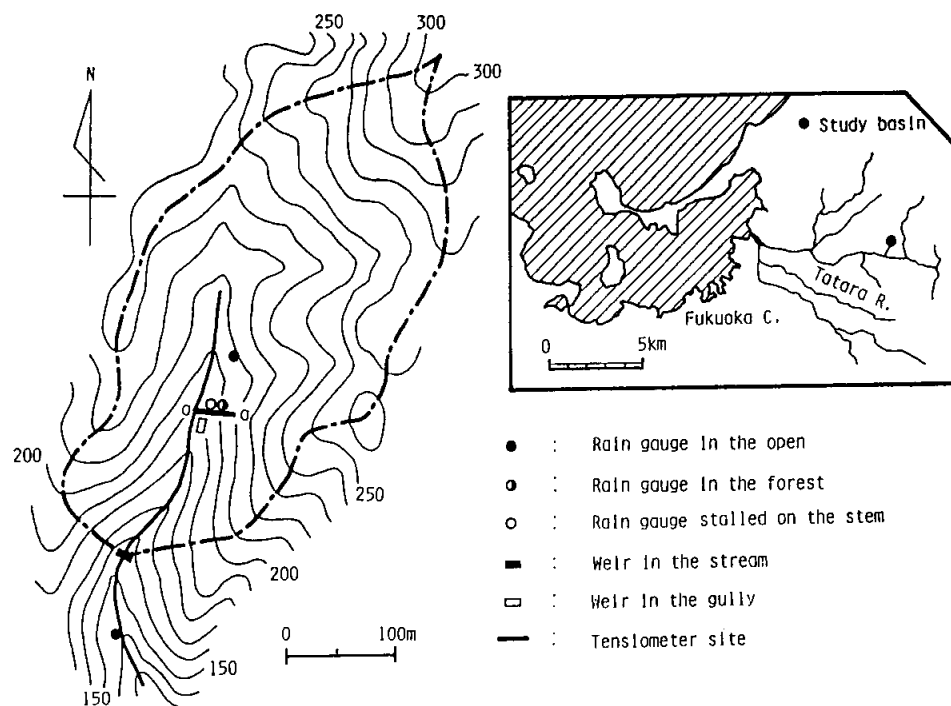 250
300
300
N
200
250
200
150
150
0 100m
o o
Study basin
Tatara R.
Fukuoka C.
0 5km
: Rain gauge in the open
: Rain gauge in the forest
: Rain gauge stalled on the stem
: Weir in the stream
: Weir in the gully
: Tensiometer site